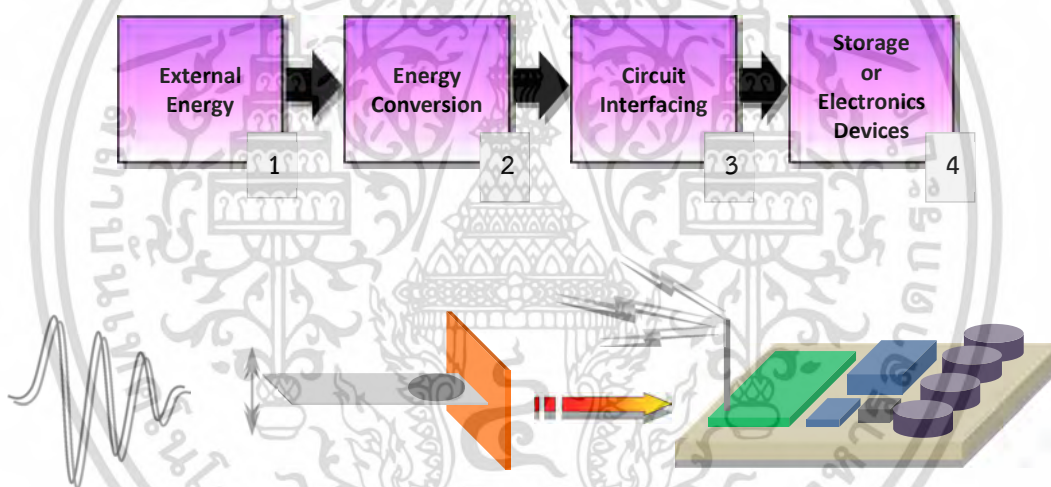 External
Energy
1
Energy
Conversion
2
Circuit
Interfacing
3
Storage
or
Electronics
Devices
4